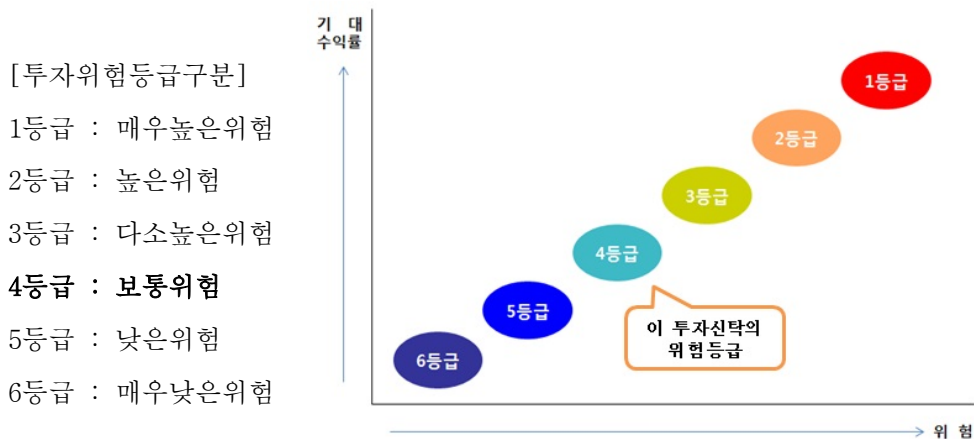 [투자위험등급구분]
1등급 : 매우높은위험
2등급 : 높은위험
3등급 : 다소높은위험
4등급 : 보통위험
5등급 : 낮은위험
6등급 : 매우낮은위험
기 대
수익률
1등급
2등급
3등급
4등급
5등급
6등급
이 투자신탁의
위험등급
위 험